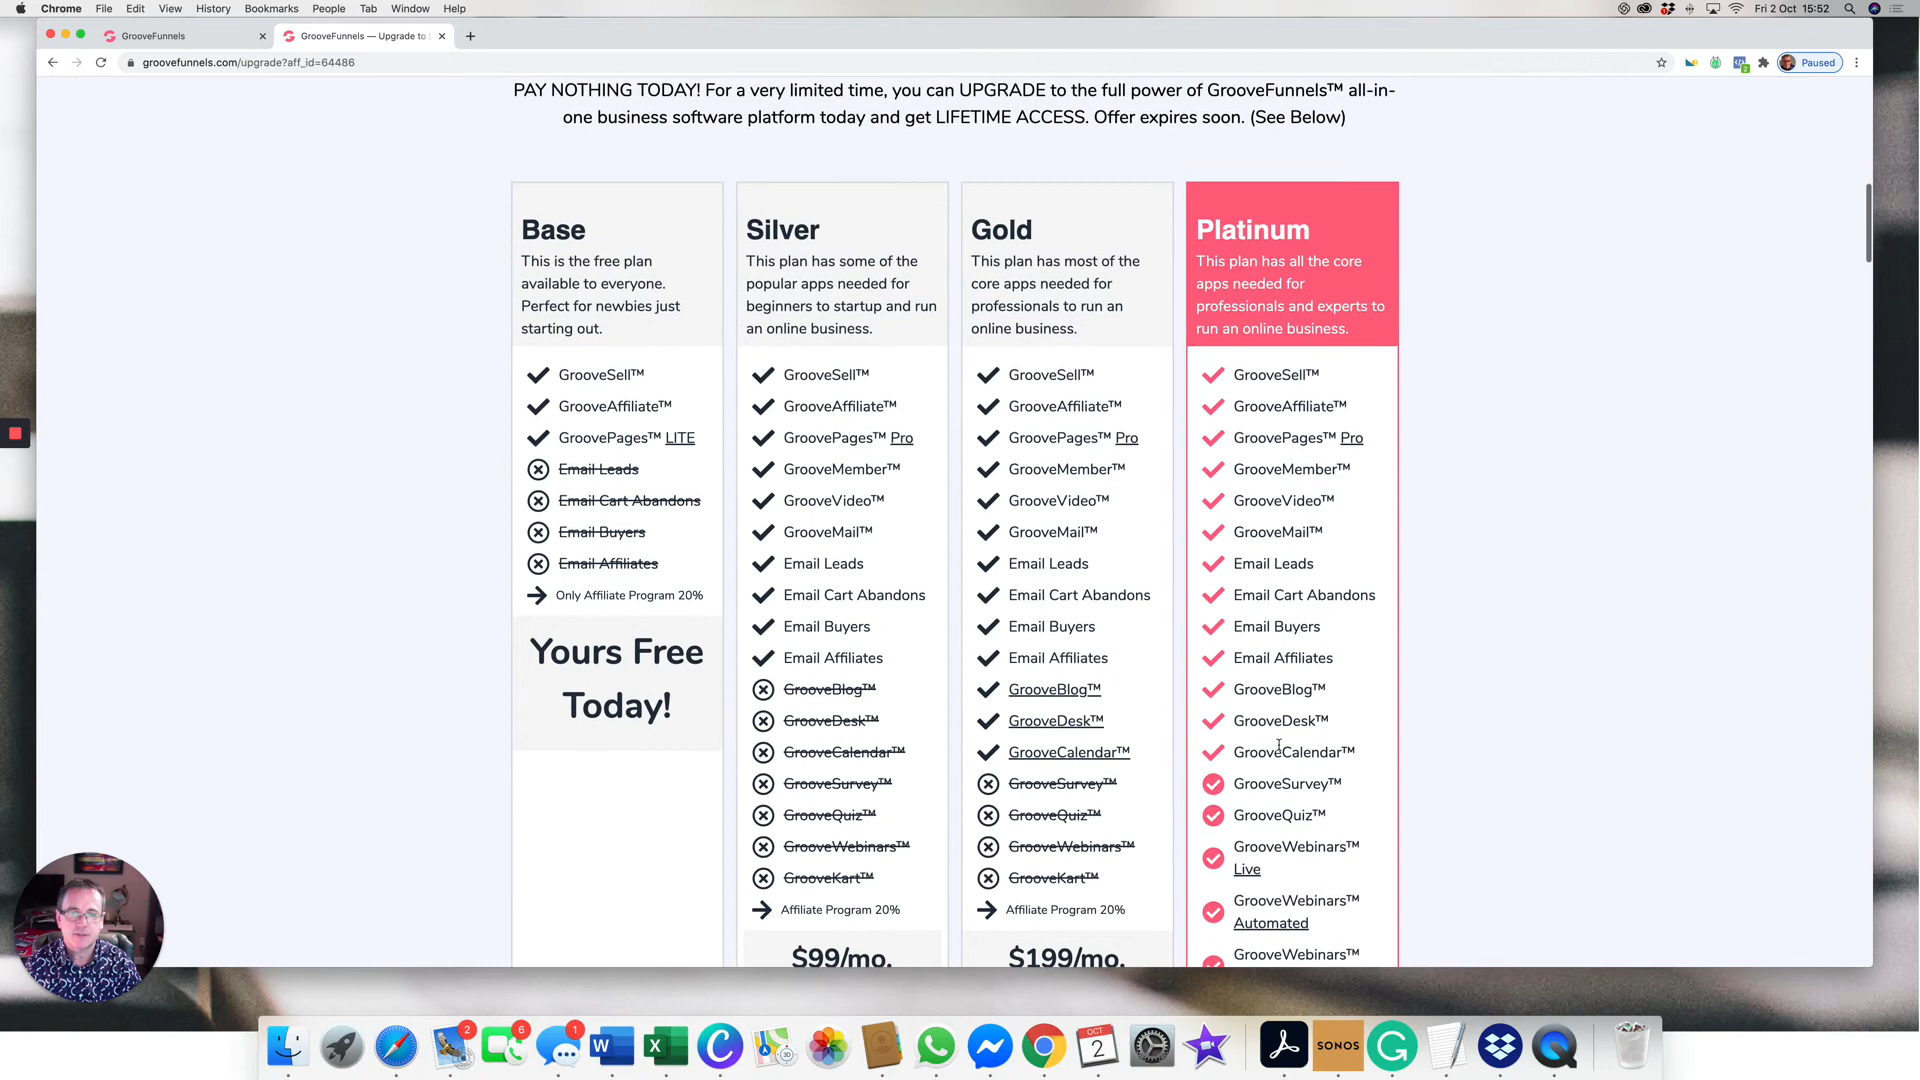 Chrome File Edit View History Bookmarks People Tab Window Help
Fri 2 Oct 15:52
GrooveFunnels
GrooveFunnels — Upgrade to
groovefunnels.com/upgrade?aff_id=64486
Paused
PAY NOTHING TODAY! For a very limited time, you can UPGRADE to the full power of GrooveFunnels™ all-in-
one business software platform today and get LIFETIME ACCESS. Offer expires soon. (See Below)
Base
This is the free plan
available to everyone.
Perfect for newbies just
starting out.
GrooveSell™
GrooveAffiliate™
GroovePages™ LITE
Email Leads
Email Cart Abandons
Email Buyers
Email Affiliates
Only Affiliate Program 20%
Yours Free
Today!
Silver
This plan has some of the
popular apps needed for
beginners to startup and run
an online business.
GrooveSell™
GrooveAffiliate™
GroovePages™ Pro
GrooveMember™
GrooveVideo™
GrooveMail™
Email Leads
Email Cart Abandons
Email Buyers
Email Affiliates
GrooveBlog™
GrooveDesk™
GrooveCalendar™
GrooveSurvey™
GrooveQuiz™
GrooveWebinars™
GrooveKart™
Affiliate Program 20%
$99/mo.
Gold
This plan has most of the
core apps needed for
professionals to run an
online business.
GrooveSell™
GrooveAffiliate™
GroovePages™ Pro
GrooveMember™
GrooveVideo™
GrooveMail™
Email Leads
Email Cart Abandons
Email Buyers
Email Affiliates
GrooveBlog™
GrooveDesk™
GrooveCalendar™
GrooveSurvey™
GrooveQuiz™
GrooveWebinars™
GrooveKart™
Affiliate Program 20%
$199/mo.
Platinum
This plan has all the core
apps needed for
professionals and experts to
run an online business.
GrooveSell™
GrooveAffiliate™
GroovePages™ Pro
GrooveMember™
GrooveVideo™
GrooveMail™
Email Leads
Email Cart Abandons
Email Buyers
Email Affiliates
GrooveBlog™
GrooveDesk™
GrooveCalendar™
GrooveSurvey™
GrooveQuiz™
GrooveWebinars™
Live
GrooveWebinars™
Automated
GrooveWebinars™
2
6
1
OCT
2
SONOS